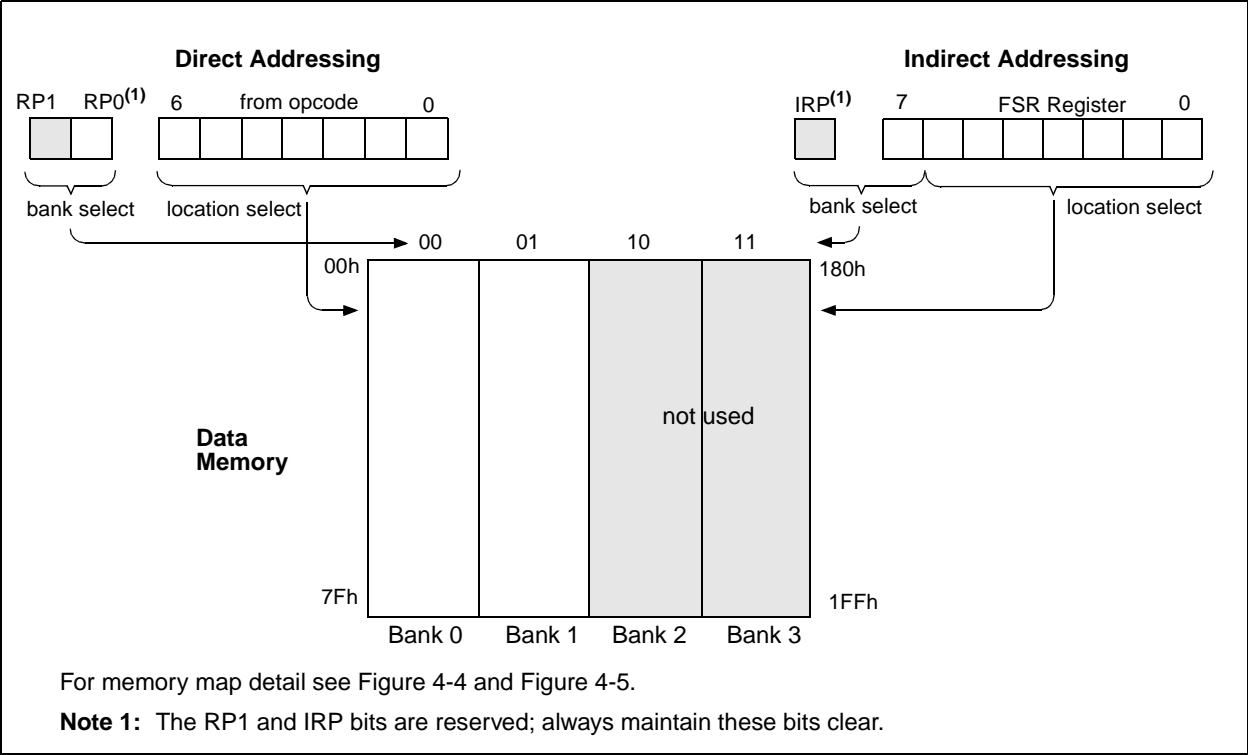 Direct Addressing
Indirect Addressing
RP1 RP0(1) 6 from opcode 0
IRP(1) 7 FSR Register 0
bank select location select
bank select location select
00 01 10 11
00h
180h
not used
Data
Memory
7Fh
1FFh
Bank 0 Bank 1 Bank 2 Bank 3
For memory map detail see Figure 4-4 and Figure 4-5.
Note 1: The RP1 and IRP bits are reserved; always maintain these bits clear.